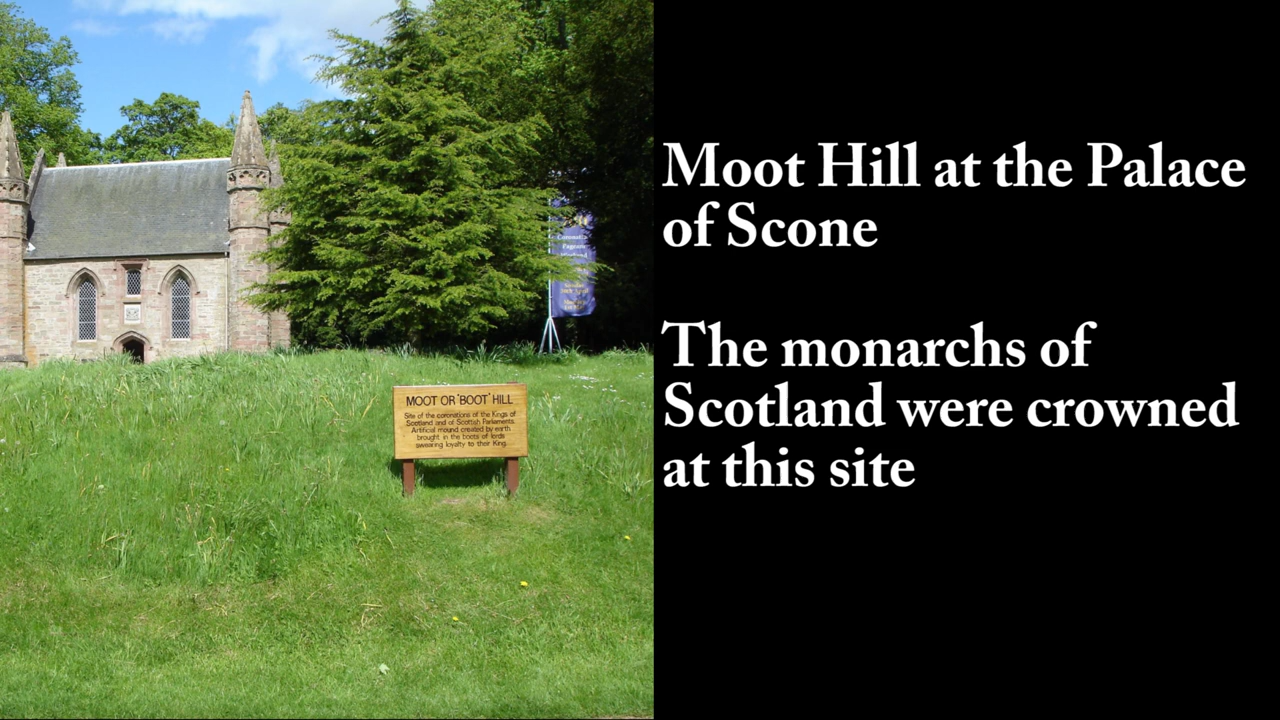 MOOT OR 'BOOT' HILL
Site of the coronations of the Kings of
Scotland and of Scottish Parliaments.
Artificial mound created by earth
brought in the boots of lords
swearing loyalty to their King.
Moot Hill at the Palace
of Scone
The monarchs of
Scotland were crowned
at this site